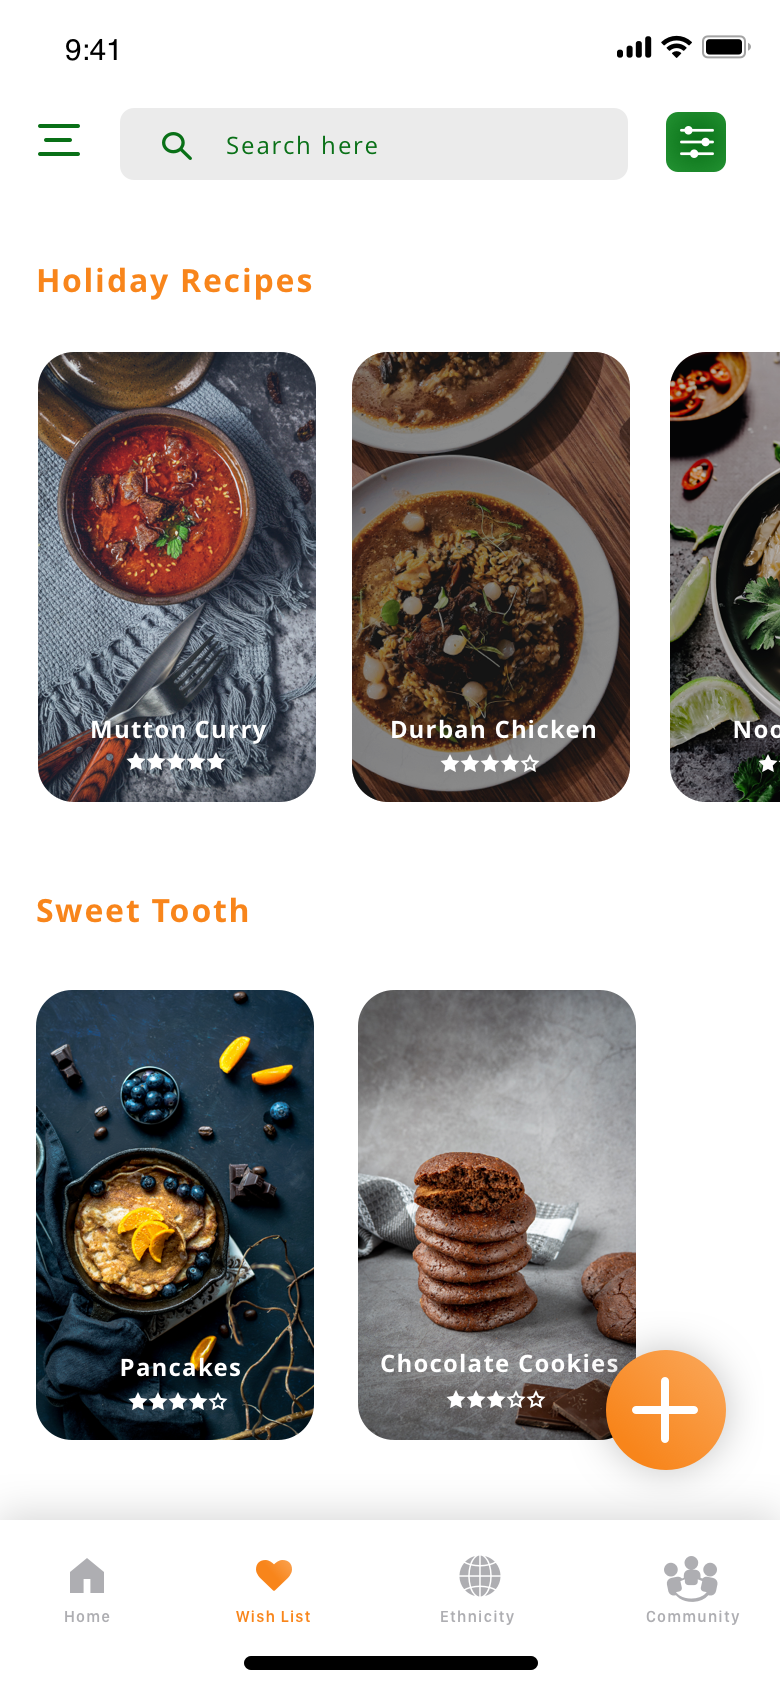 9:41
Search here
Holiday Recipes
Mutton Curry
Durban Chicken
Sweet Tooth
Pancakes
Chocolate Cookies
Home
Wish List
Ethnicity
Community